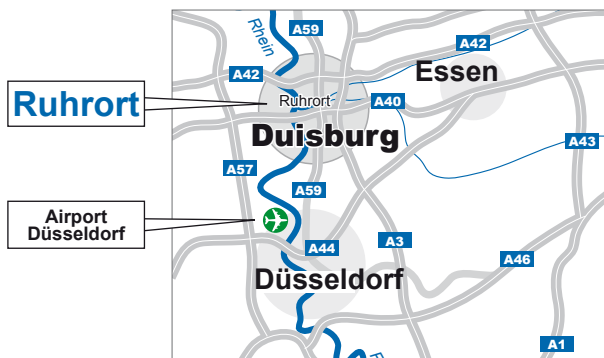 Rhein
A59
A42
A42
Essen
Ruhrort
Ruhrort
A40
Duisburg
A43
A57
A59
Airport
Düsseldorf
A44
A3
A46
Düsseldorf
A1